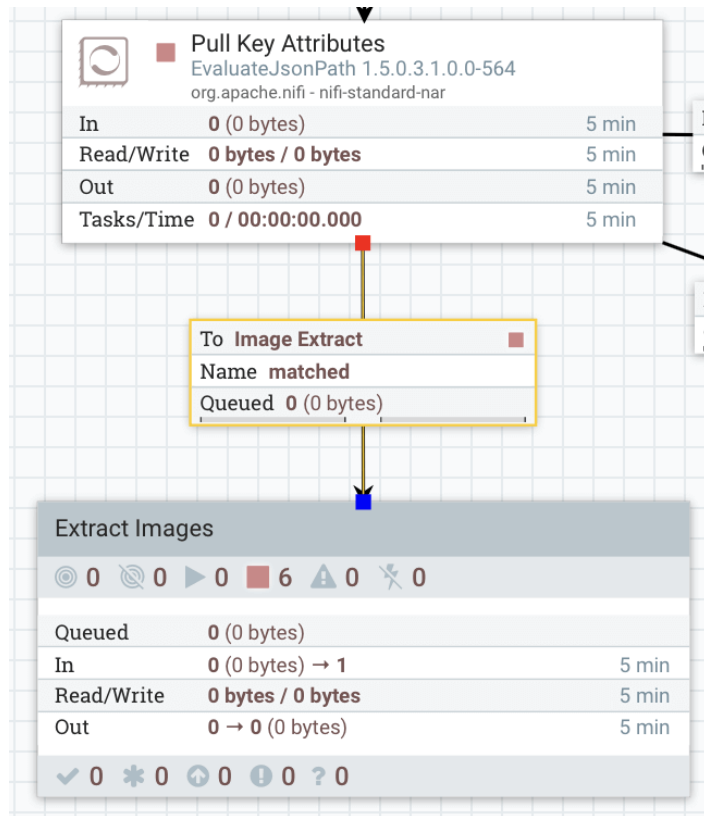 Pull Key Attributes
EvaluateJsonPath 1.5.0.3.1.0.0-564
org.apache.nifi - nifi-standard-nar
In 0 (0 bytes) 5 min
Read/Write 0 bytes / 0 bytes 5 min
Out 0 (0 bytes) 5 min
Tasks/Time 0 / 00:00:00.000 5 min
To Image Extract
Name matched
Queued 0 (0 bytes)
Extract Images
0 0 0 6 0 0
Queued 0 (0 bytes)
In 0 (0 bytes) → 1 5 min
Read/Write 0 bytes / 0 bytes 5 min
Out 0 → 0 (0 bytes) 5 min
0 0 0 0 ? 0